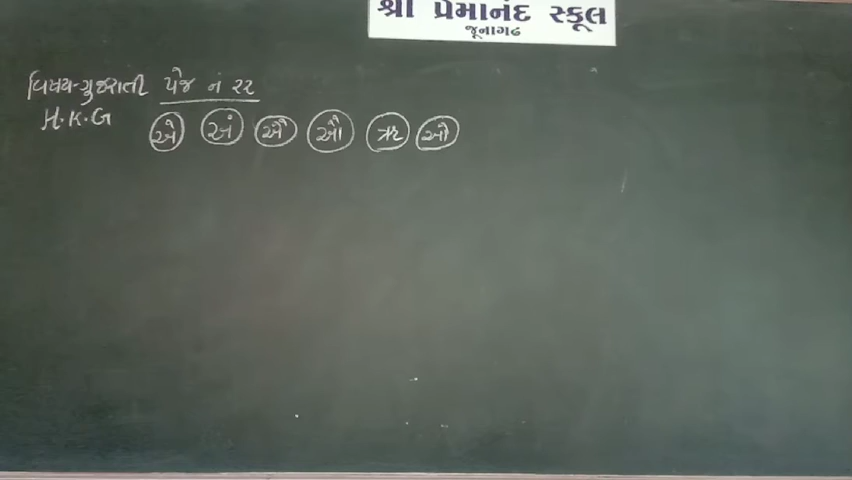 શ્રી પ્રેમાનંદ સ્કૂલ
જૂનાગઢ
વિષય-ગુજરાતી પેજ નં ૨૨
H.K.G
એ અં ઐ ઔ ઋ ઓ